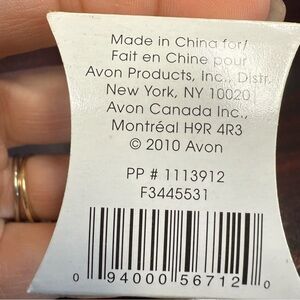 Made in China for/
Fait en Chine pour
Avon Products, Inc., Distr.
New York, NY 10020
Avon Canada Inc.,
Montréal H9R 4R3
© 2010 Avon
PP # 1113912
F3445531
0 94000 56712 0